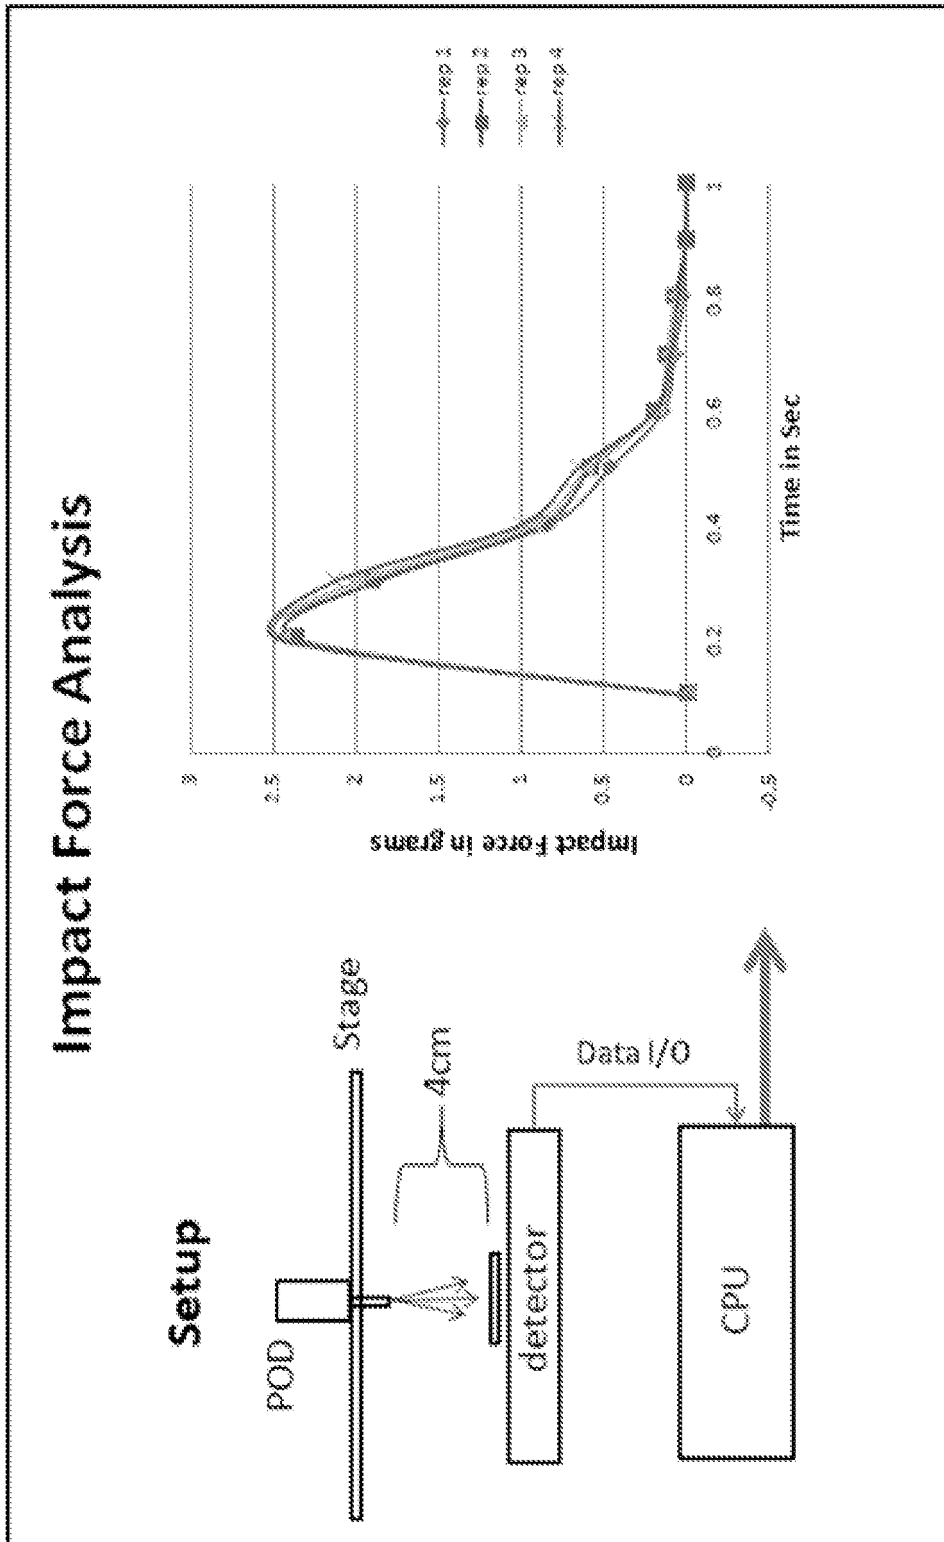 Impact Force Analysis
Setup
POD
Stage
4cm
detector
Data I/O
CPU
Impact Force in grams
3
2.5
2
1.5
1
0.5
0
-0.5
0
0.2
0.4
0.6
0.8
1
Time in Sec
rep 1
rep 2
rep 3
rep 4